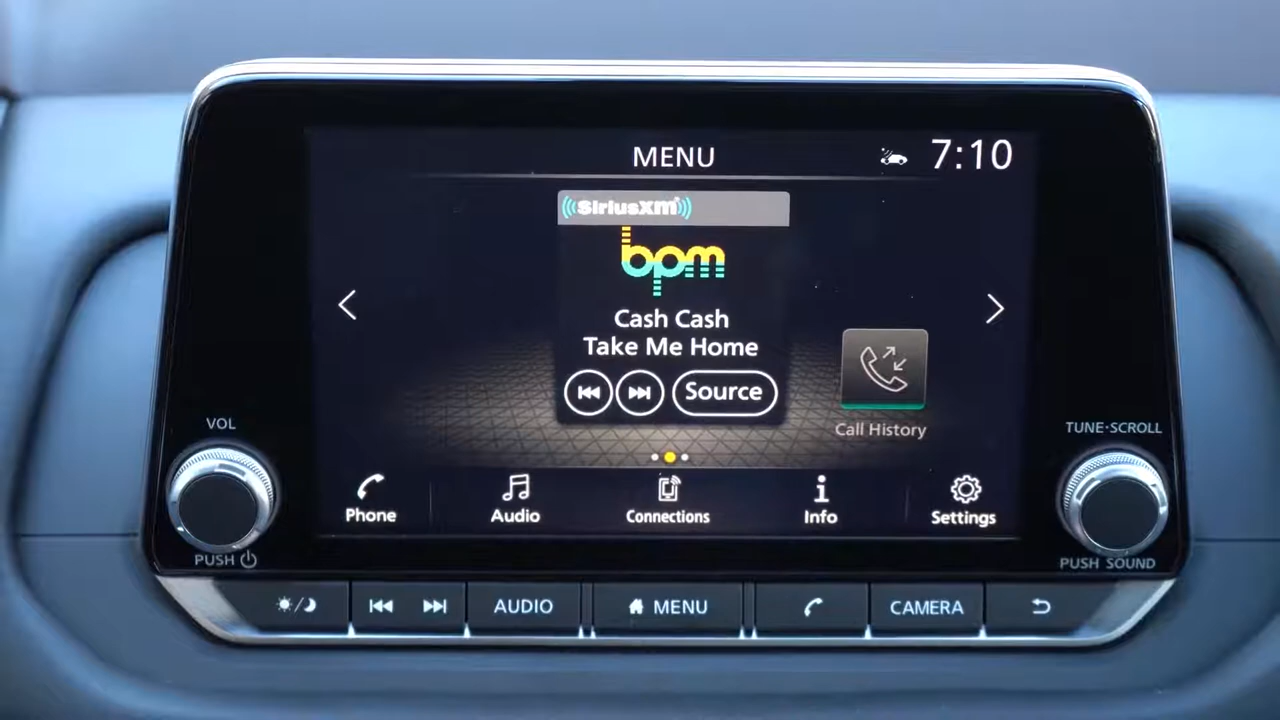 MENU
7:10
SiriusXM
bpm
Cash Cash
Take Me Home
Source
Call History
VOL
TUNE·SCROLL
Phone
Audio
Connections
Info
Settings
PUSH
PUSH SOUND
AUDIO
MENU
CAMERA